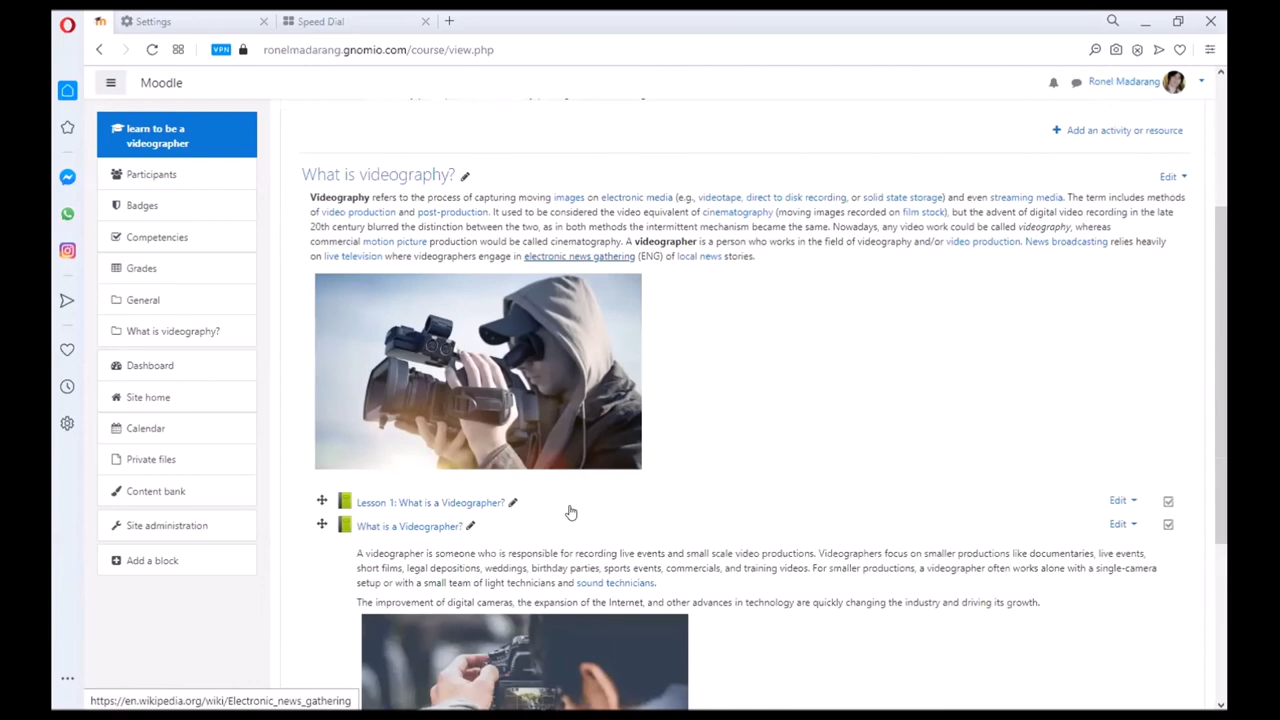 Settings
Speed Dial
VPN
ronelmadarang.gnomio.com/course/view.php
Moodle
Ronel Madarang
learn to be a
videographer
Participants
Badges
Competencies
Grades
General
What is videography?
Dashboard
Site home
Calendar
Private files
Content bank
Site administration
Add a block
Add an activity or resource
What is videography?
Edit
Videography refers to the process of capturing moving images on electronic media (e.g., videotape, direct to disk recording, or solid state storage) and even streaming media. The term includes methods
of video production and post-production. It used to be considered the video equivalent of cinematography (moving images recorded on film stock), but the advent of digital video recording in the late
20th century blurred the distinction between the two, as in both methods the intermittent mechanism became the same. Nowadays, any video work could be called videography, whereas
commercial motion picture production would be called cinematography. A videographer is a person who works in the field of videography and/or video production. News broadcasting relies heavily
on live television where videographers engage in electronic news gathering (ENG) of local news stories.
Lesson 1: What is a Videographer?
Edit
What is a Videographer?
Edit
A videographer is someone who is responsible for recording live events and small scale video productions. Videographers focus on smaller productions like documentaries, live events,
short films, legal depositions, weddings, birthday parties, sports events, commercials, and training videos. For smaller productions, a videographer often works alone with a single-camera
setup or with a small team of light technicians and sound technicians.
The improvement of digital cameras, the expansion of the Internet, and other advances in technology are quickly changing the industry and driving its growth.
https://en.wikipedia.org/wiki/Electronic_news_gathering